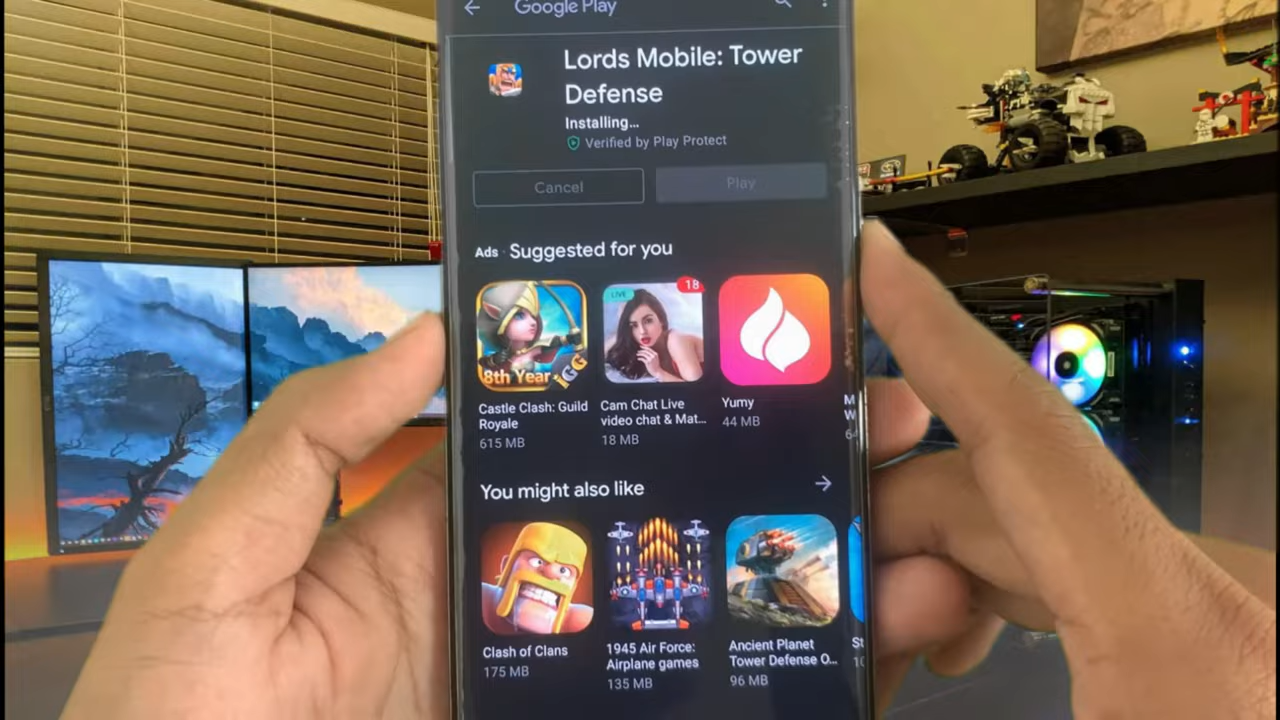 Google Play
Lords Mobile: Tower
Defense
Installing...
Verified by Play Protect
Cancel
Play
Ads · Suggested for you
8th Year
IGG
LIVE
18
Castle Clash: Guild
Royale
615 MB
Cam Chat Live
video chat & Mat...
18 MB
Yumy
44 MB
M
W
64
You might also like
Clash of Clans
175 MB
1945 Air Force:
Airplane games
135 MB
Ancient Planet
Tower Defense O...
96 MB
St